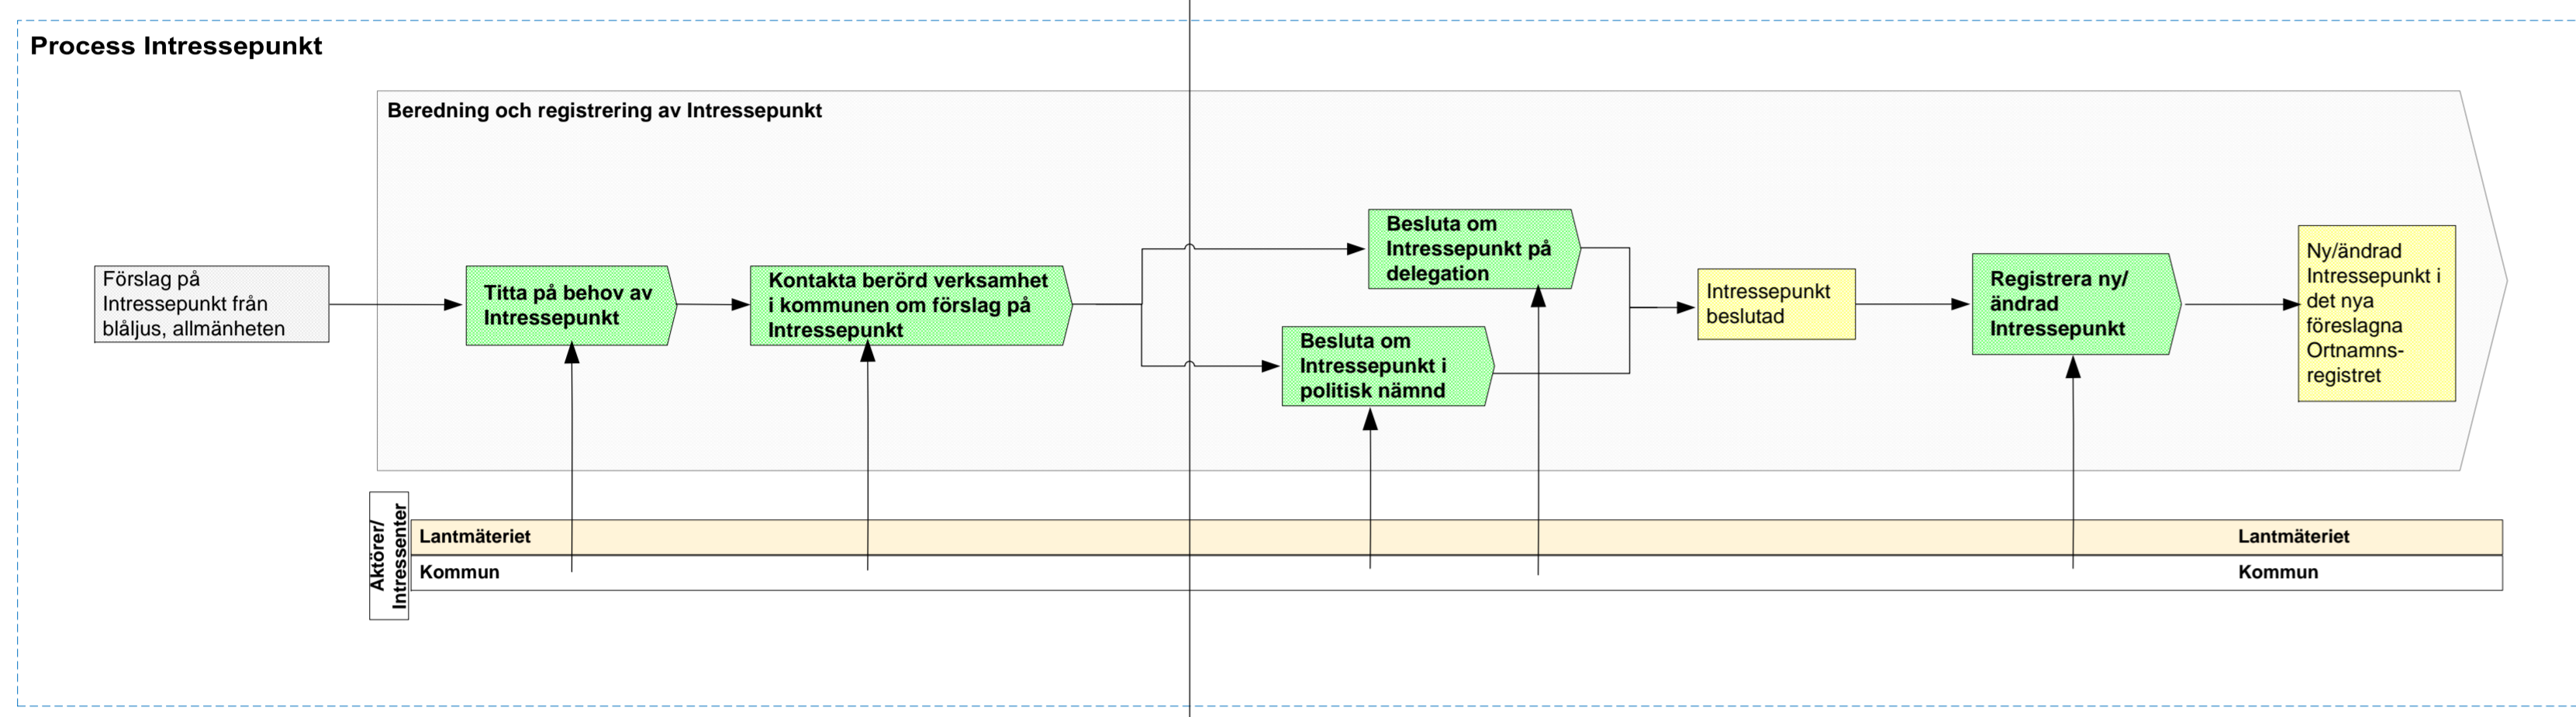 Process Intressepunkt
Beredning och registrering av Intressepunkt
Förslag på
Intressepunkt från
blåljus, allmänheten
Titta på behov av
Intressepunkt
Kontakta berörd verksamhet
i kommunen om förslag på
Intressepunkt
Besluta om
Intressepunkt på
delegation
Besluta om
Intressepunkt i
politisk nämnd
Intressepunkt
beslutad
Registrera ny/
ändrad
Intressepunkt
Ny/ändrad
Intressepunkt i
det nya
föreslagna
Ortnamns-
registret
Aktörer/
Intressenter
Lantmäteriet
Lantmäteriet
Kommun
Kommun